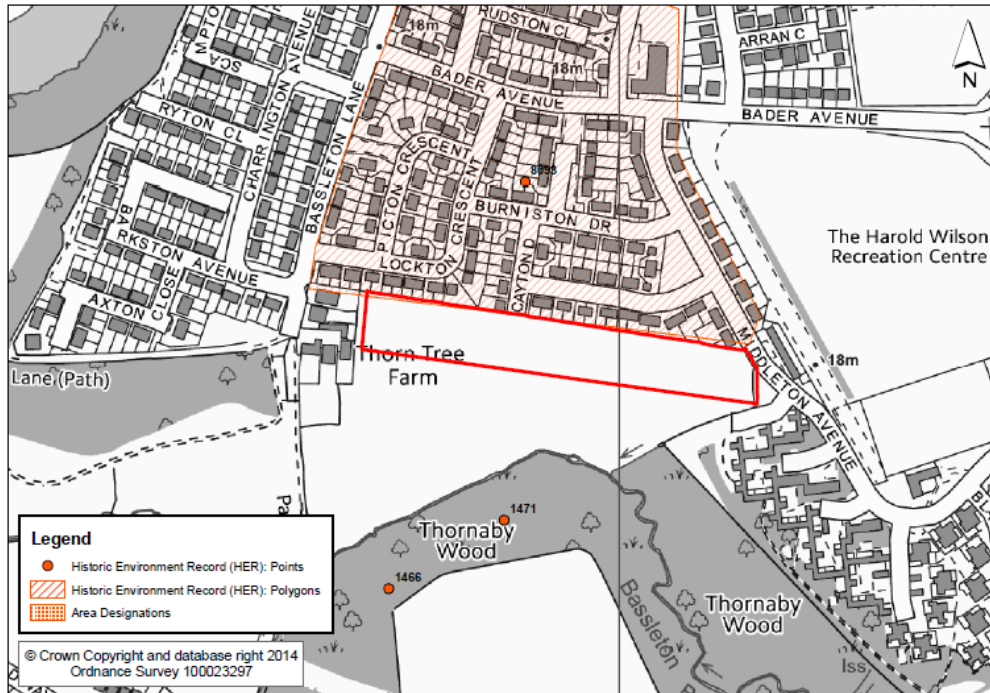 RUDSTON CL
18m
18m
ARRAN C
N
BADER AVENUE
BADER AVENUE
RYTON CL
CHARRINGTON AVENUE
BASSLETON LANE
PICTON CRESCENT
CRESCENT
BURNISTON DR
LOCKTON
CAYTON D
BA
RKSTON AVENUE
AXTON
CLOSE
The Harold Wilson
Recreation Centre
Thorn Tree
Farm
MIDDLETON AVENUE
18m
Lane (Path)
Pa
1471
Thornaby
Wood
1466
Bassleton
Thornaby
Wood
Iss
Legend
Historic Environment Record (HER): Points
Historic Environment Record (HER): Polygons
Area Designations
© Crown Copyright and database right 2014
Ordnance Survey 100023297